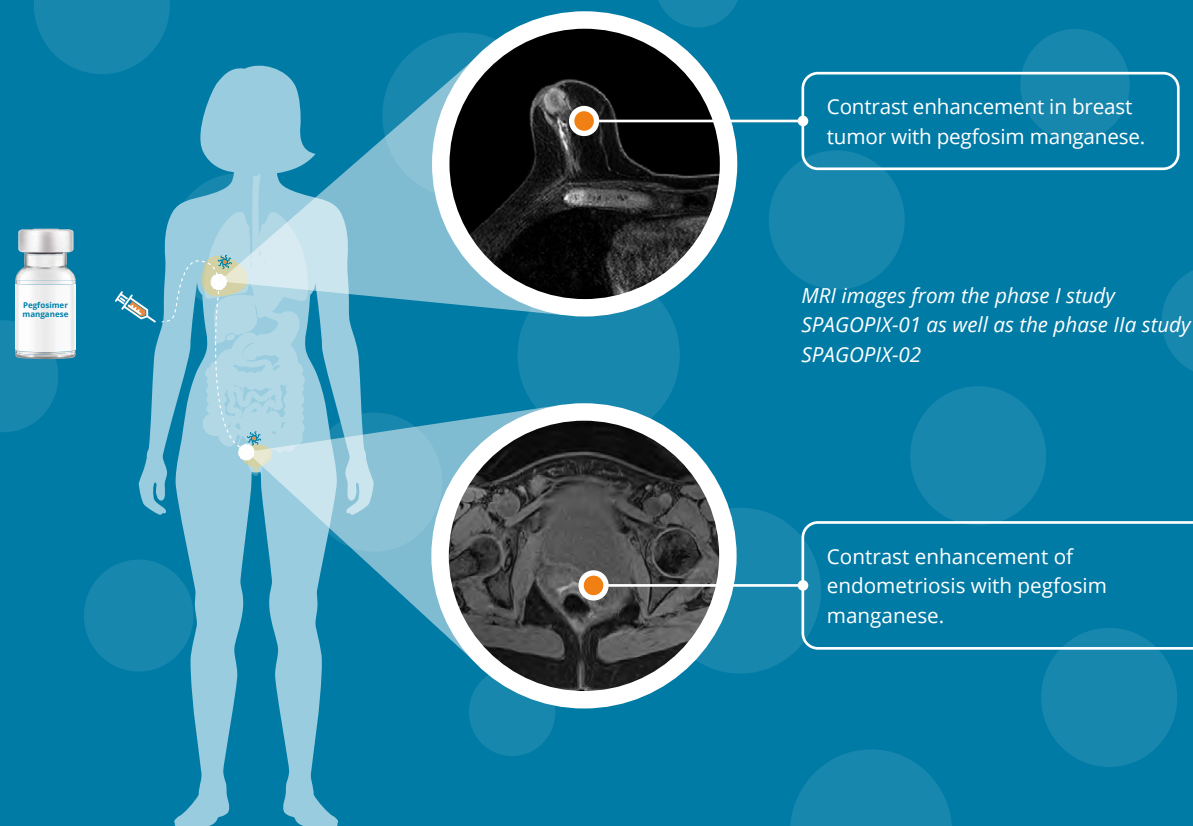 Contrast enhancement in breast
tumor with pegfosim manganese.
Pegfosimer
manganese
MRI images from the phase I study
SPAGOPIX-01 as well as the phase IIa study
SPAGOPIX-02
Contrast enhancement of
endometriosis with pegfosim
manganese.